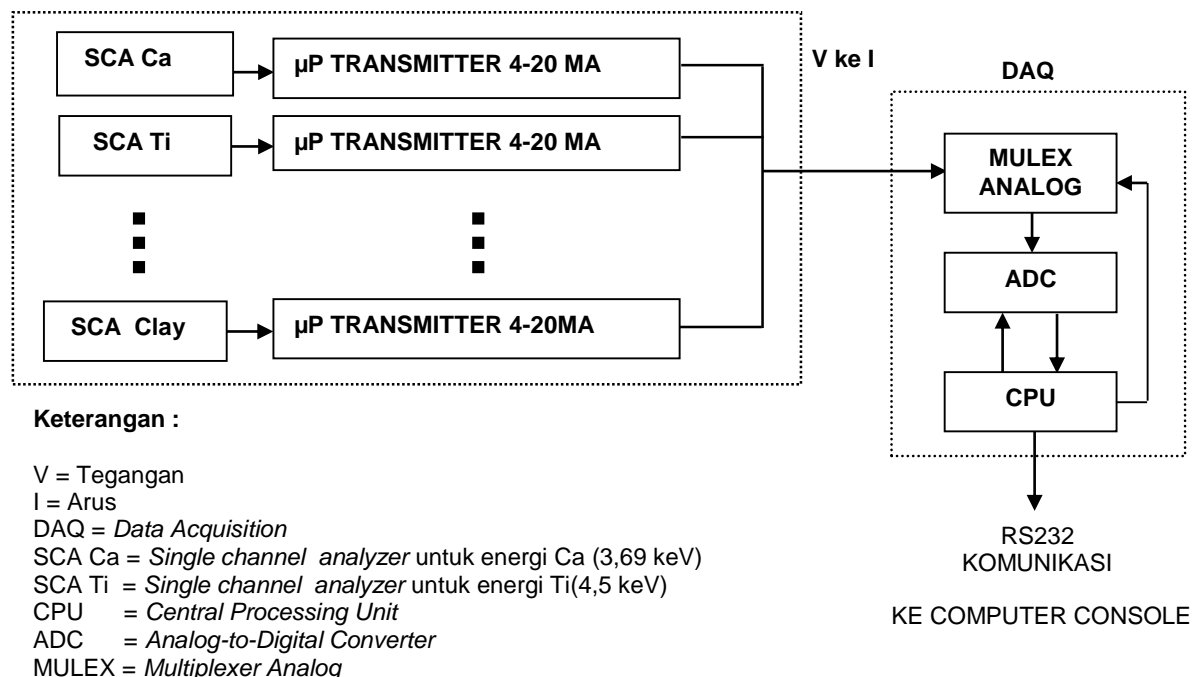 SCA Ca
µP TRANSMITTER 4-20 MA
V ke I
DAQ
SCA Ti
µP TRANSMITTER 4-20 MA
MULEX
ANALOG
ADC
SCA Clay
µP TRANSMITTER 4-20MA
CPU
Keterangan :
V = Tegangan
I = Arus
DAQ = Data Acquisition
SCA Ca = Single channel analyzer untuk energi Ca (3,69 keV)
SCA Ti = Single channel analyzer untuk energi Ti(4,5 keV)
CPU = Central Processing Unit
ADC = Analog-to-Digital Converter
MULEX = Multiplexer Analog
RS232
KOMUNIKASI
KE COMPUTER CONSOLE